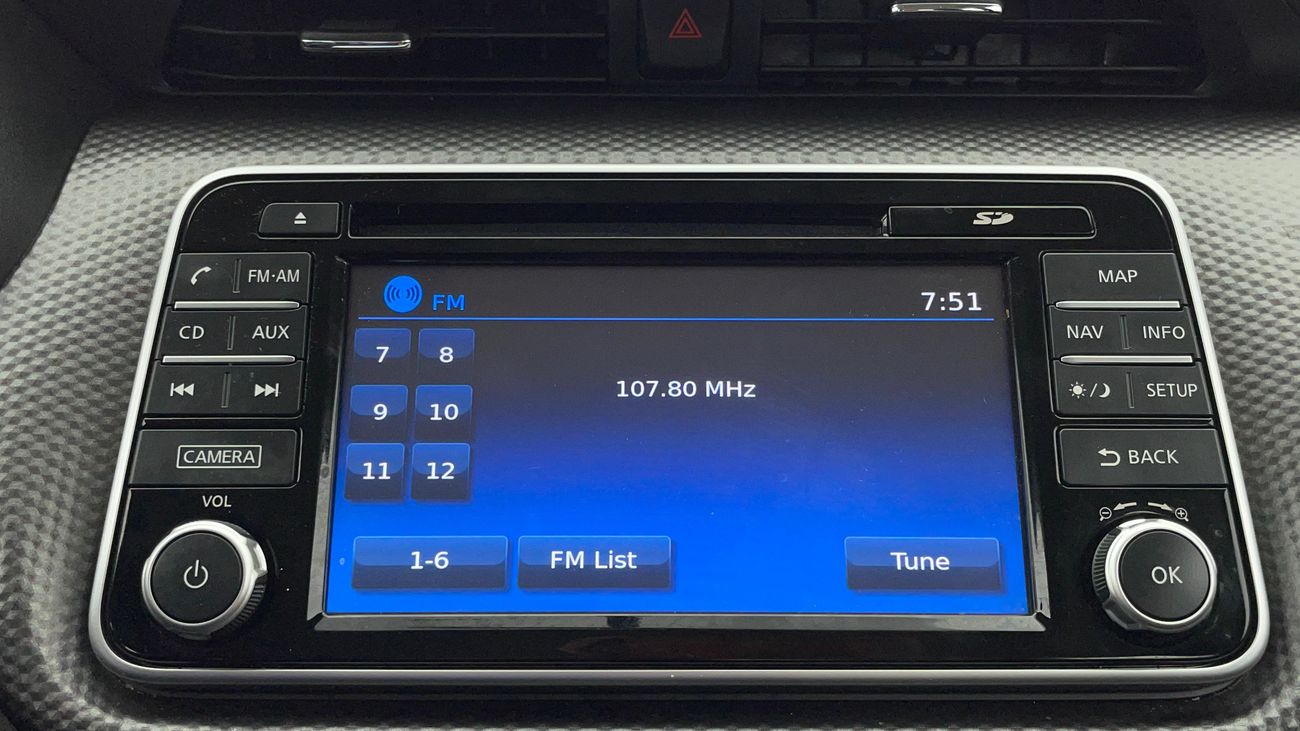 SD
FM·AM
MAP
FM
7:51
CD AUX
NAV INFO
7 8
107.80 MHz
SETUP
9 10
CAMERA
BACK
11 12
VOL
1-6 FM List Tune
OK